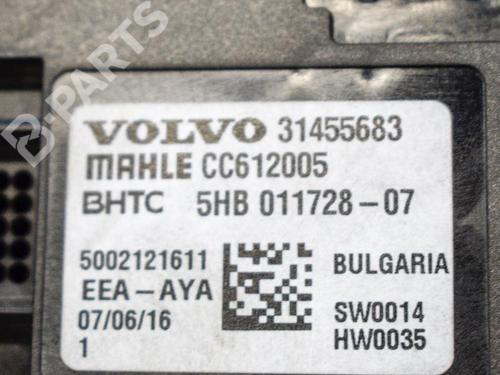 B-PARTS
VOLVO 31455683
MAHLE CC612005
BHTC 5HB 011728-07
5002121611 BULGARIA
EEA-AYA
07/06/16 SW0014
1 HW0035